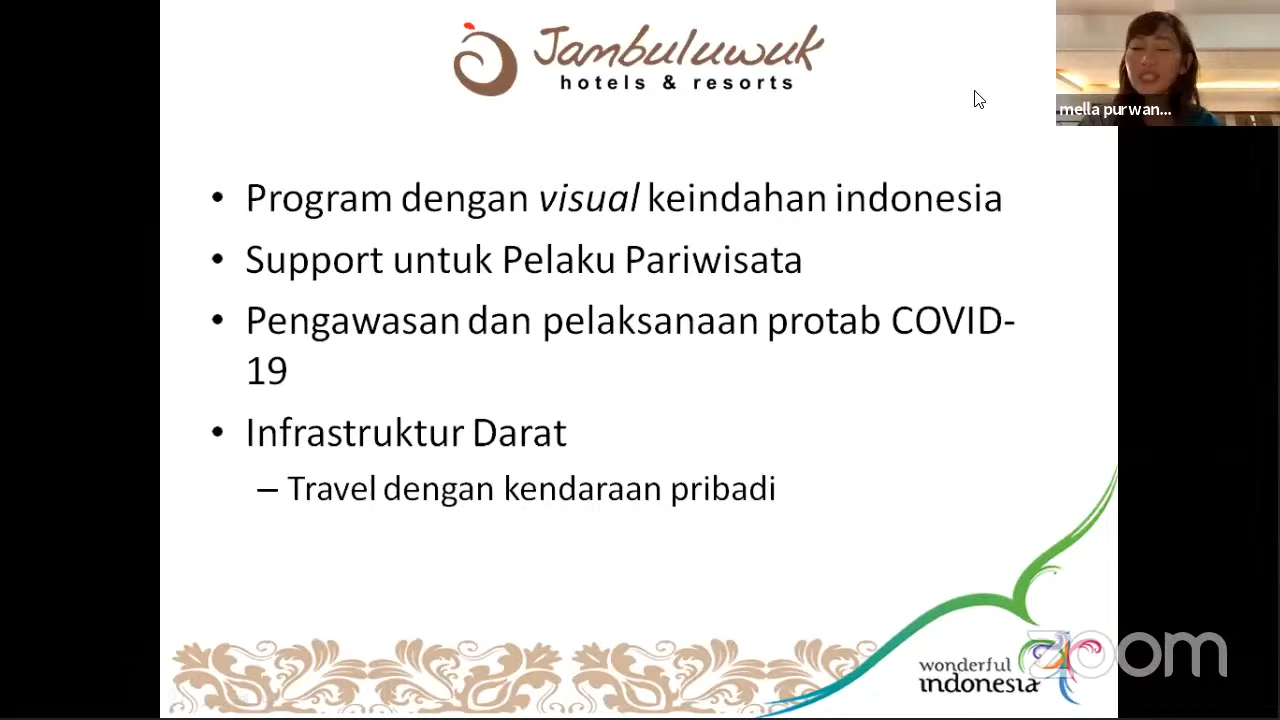 Jambuluwuk
hotels & resorts
mella purwan...
• Program dengan visual keindahan indonesia
• Support untuk Pelaku Pariwisata
• Pengawasan dan pelaksanaan protab COVID-
19
• Infrastruktur Darat
– Travel dengan kendaraan pribadi
wonderful
indonesia
zoom